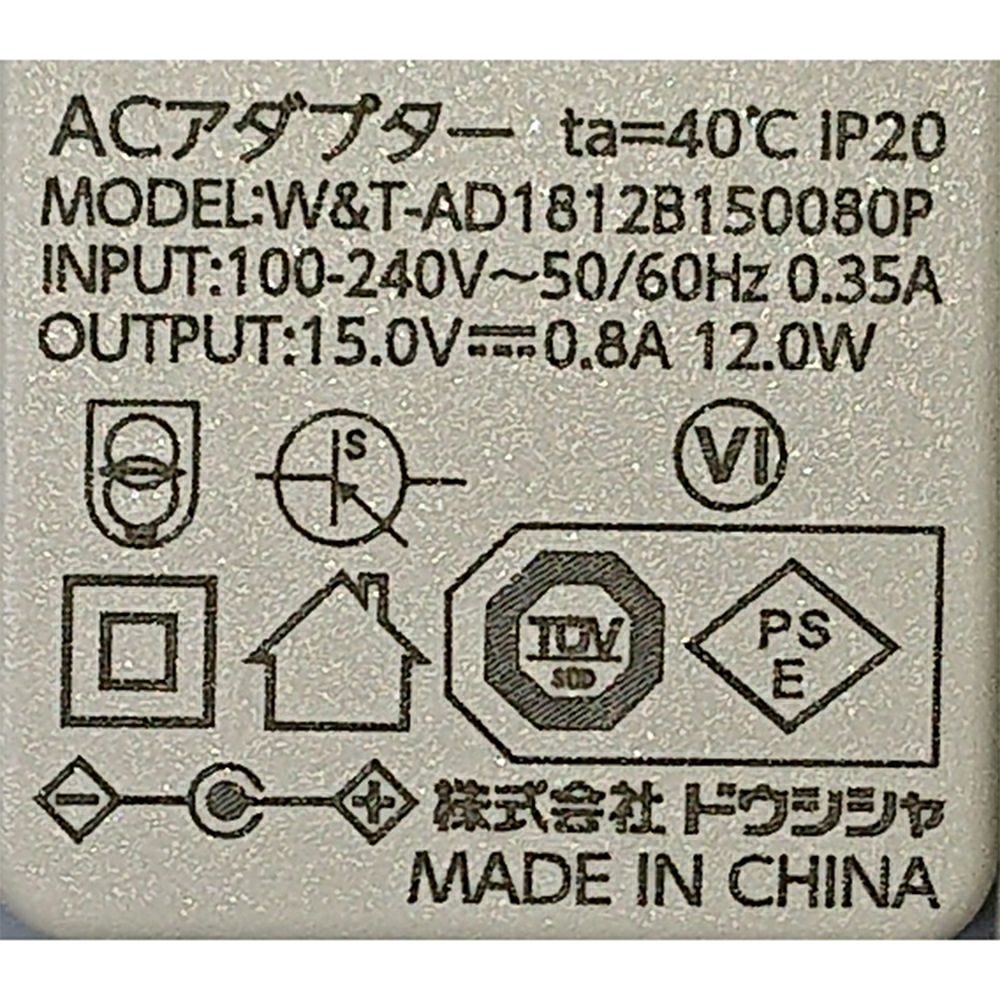 ACアダプター ta=40℃ IP20
MODEL:W&T-AD1812B150080P
INPUT:100-240V~50/60Hz 0.35A
OUTPUT:15.0V⎓0.8A 12.0W
S
VI
TÜV
SÜD
PS
E
株式会社 ドウシシャ
MADE IN CHINA